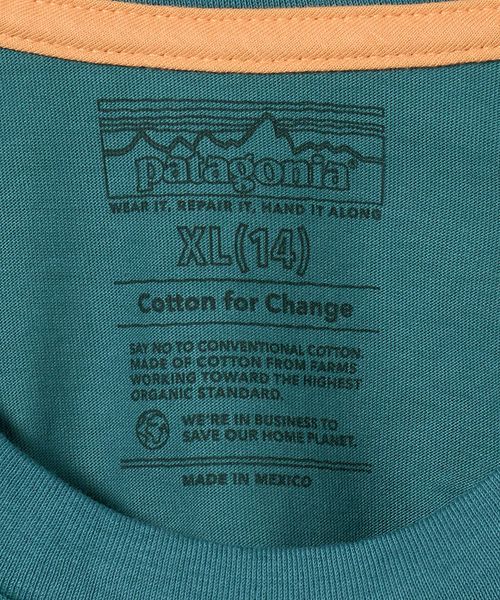 patagonia®
WEAR IT. REPAIR IT. HAND IT ALONG
XL(14)
Cotton for Change
SAY NO TO CONVENTIONAL COTTON.
MADE OF COTTON FROM FARMS
WORKING TOWARD THE HIGHEST
ORGANIC STANDARD.
WE'RE IN BUSINESS TO
SAVE OUR HOME PLANET.
MADE IN MEXICO